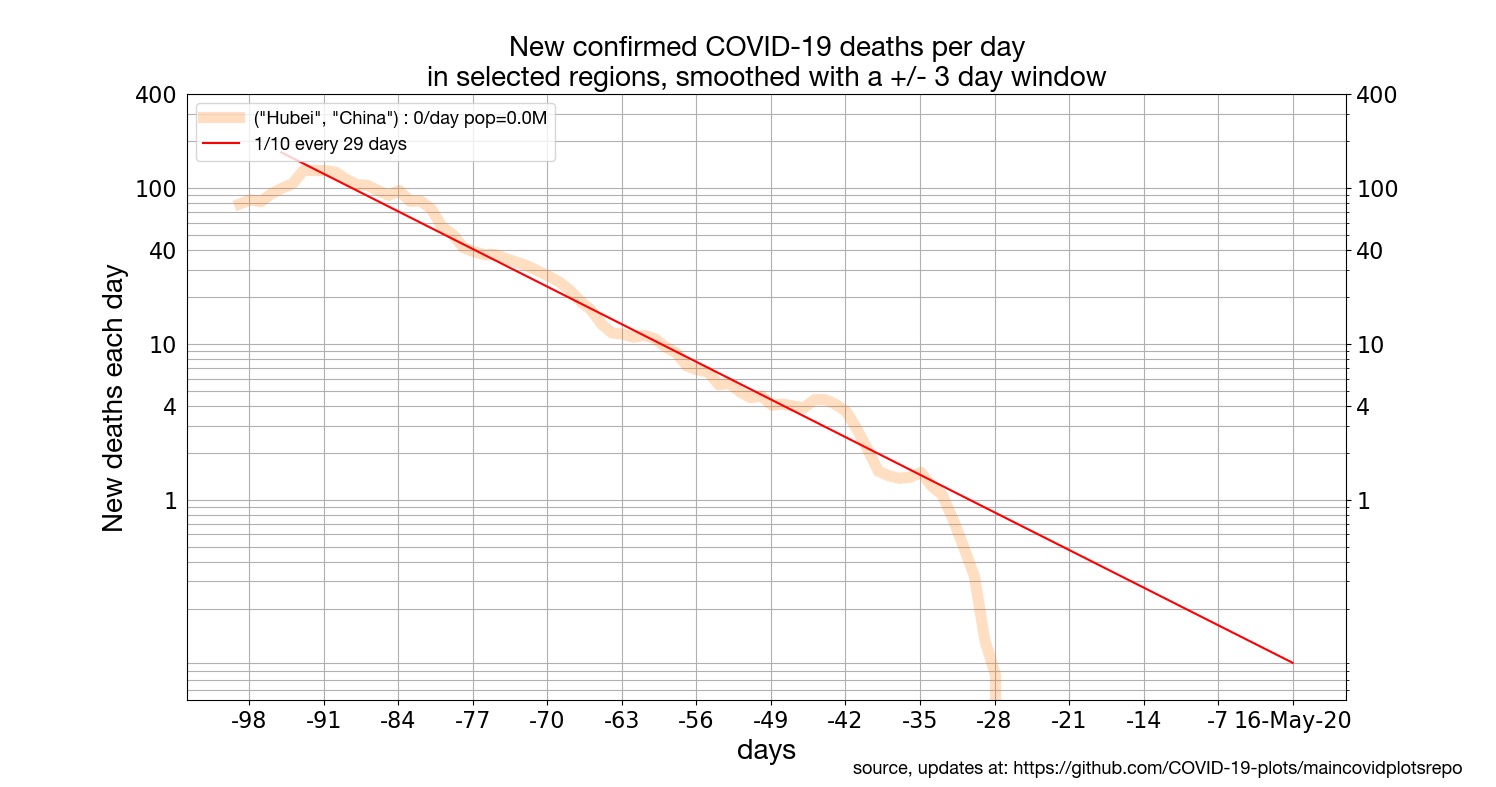 New confirmed COVID-19 deaths per day
in selected regions, smoothed with a +/- 3 day window
400
400
("Hubei", "China") : 0/day pop=0.0M
1/10 every 29 days
100
100
40
40
10
10
4
4
1
1
New deaths each day
-98 -91 -84 -77 -70 -63 -56 -49 -42 -35 -28 -21 -14 -7 16-May-20
days
source, updates at: https://github.com/COVID-19-plots/maincovidplotsrepo